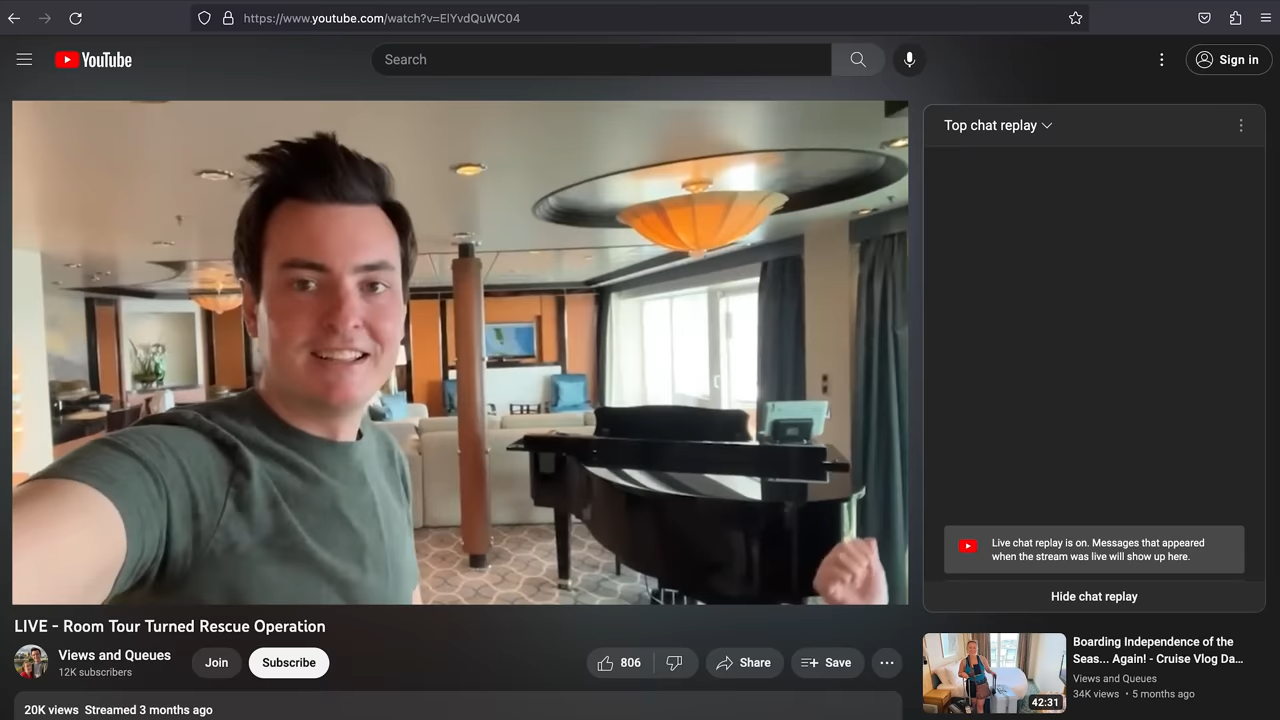 https://www.youtube.com/watch?v=ElYvdQuWC04
YouTube
Search
Sign in
Top chat replay
Live chat replay is on. Messages that appeared
when the stream was live will show up here.
Hide chat replay
LIVE - Room Tour Turned Rescue Operation
Views and Queues
12K subscribers
Join
Subscribe
806
Share
Save
20K views Streamed 3 months ago
42:31
Boarding Independence of the
Seas... Again! - Cruise Vlog Da...
Views and Queues
34K views • 5 months ago